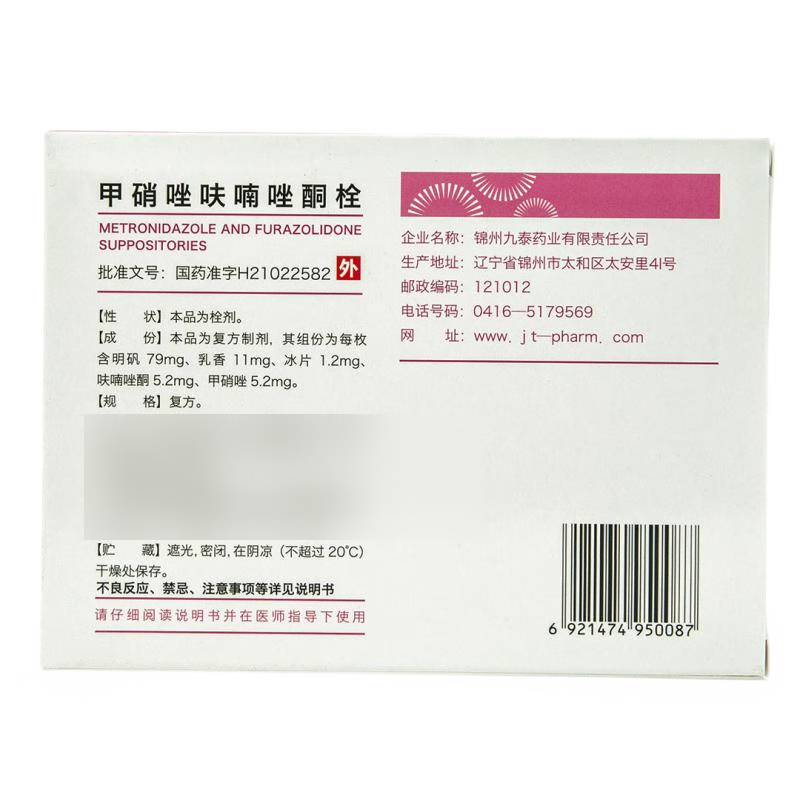 甲硝唑呋喃唑酮栓
METRONIDAZOLE AND FURAZOLIDONE
SUPPOSITORIES
批准文号：国药准字H21022582 外
【性 状】本品为栓剂。
【成 份】本品为复方制剂，其组份为每枚
含明矾 79mg、乳香 11mg、冰片 1.2mg、
呋喃唑酮 5.2mg、甲硝唑 5.2mg。
【规 格】复方。
【贮 藏】遮光，密闭，在阴凉（不超过 20℃）
干燥处保存。
不良反应、禁忌、注意事项等详见说明书
请仔细阅读说明书并在医师指导下使用
企业名称：锦州九泰药业有限责任公司
生产地址：辽宁省锦州市太和区太安里41号
邮政编码：121012
电话号码：0416—5179569
网 址：www．jt—pharm．com
6 921474 950087